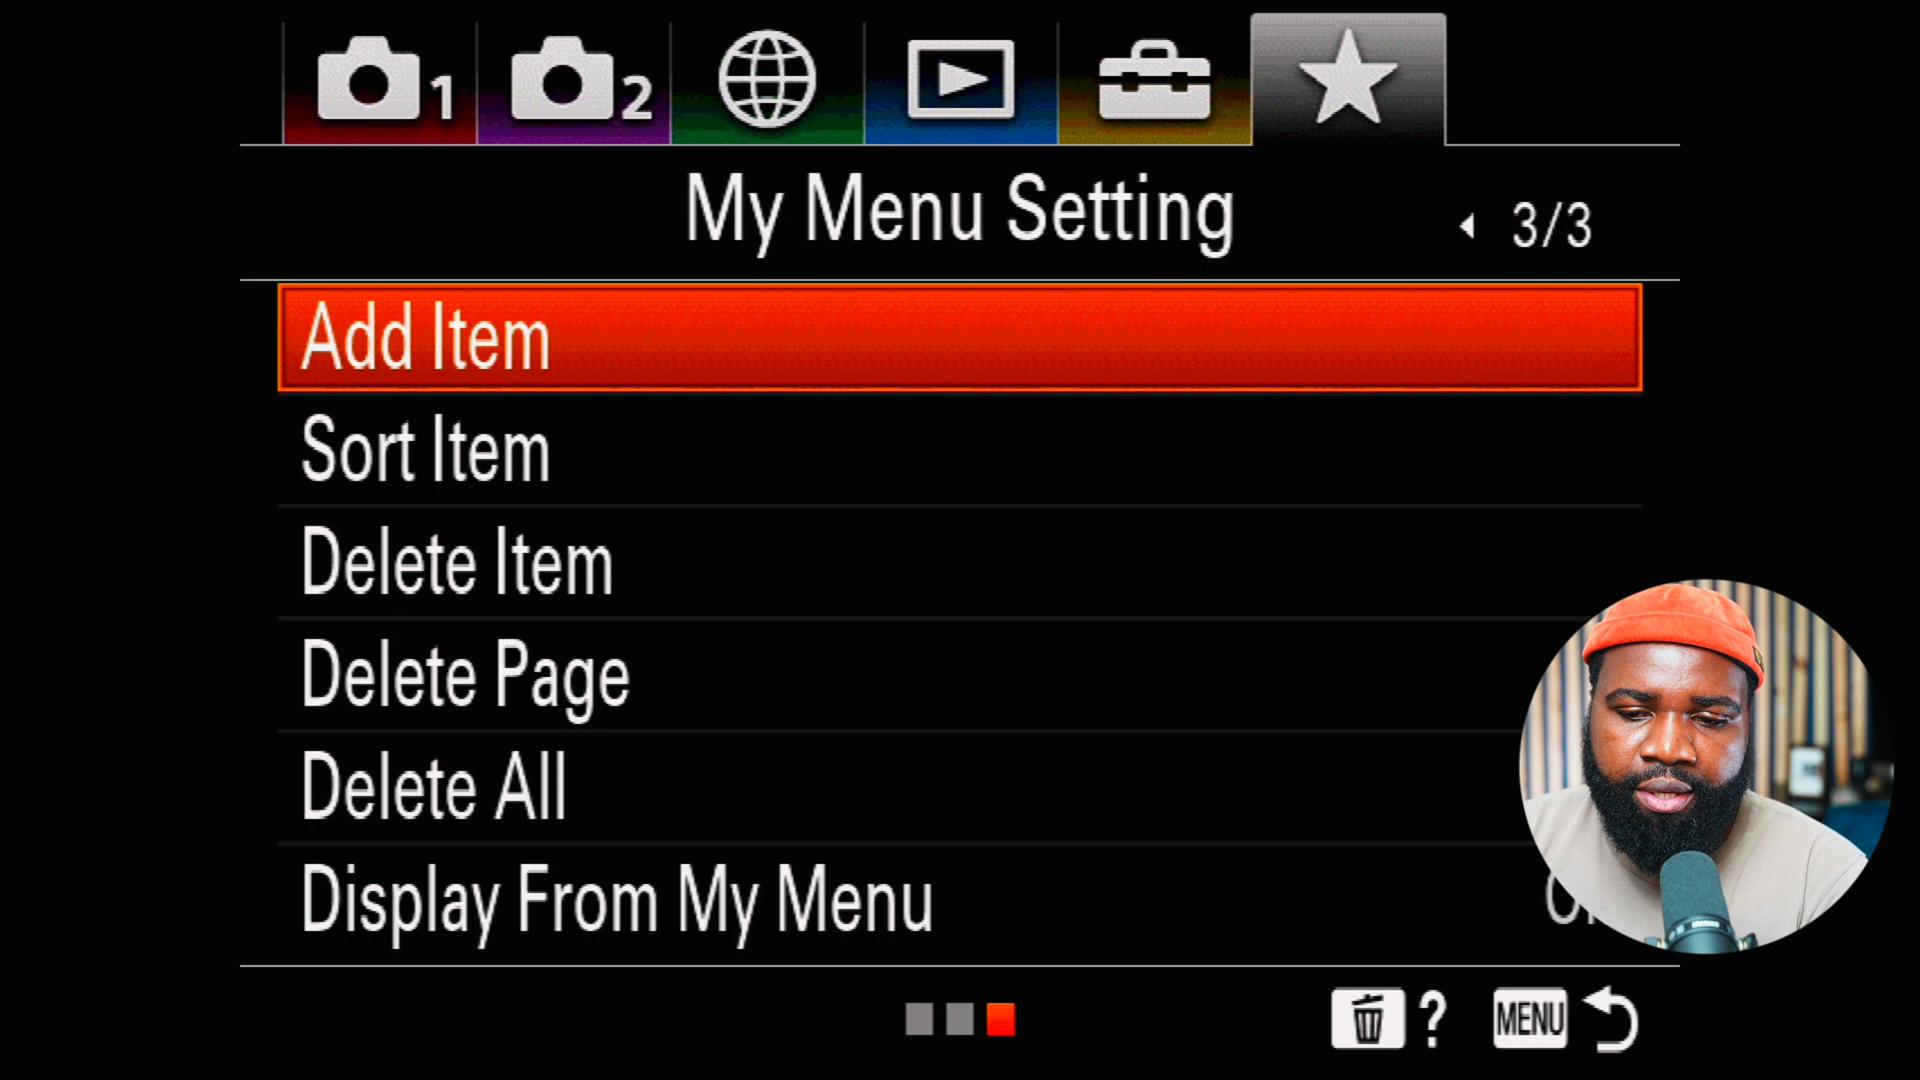 1
2
My Menu Setting
3/3
Add Item
Sort Item
Delete Item
Delete Page
Delete All
Display From My Menu
?
MENU